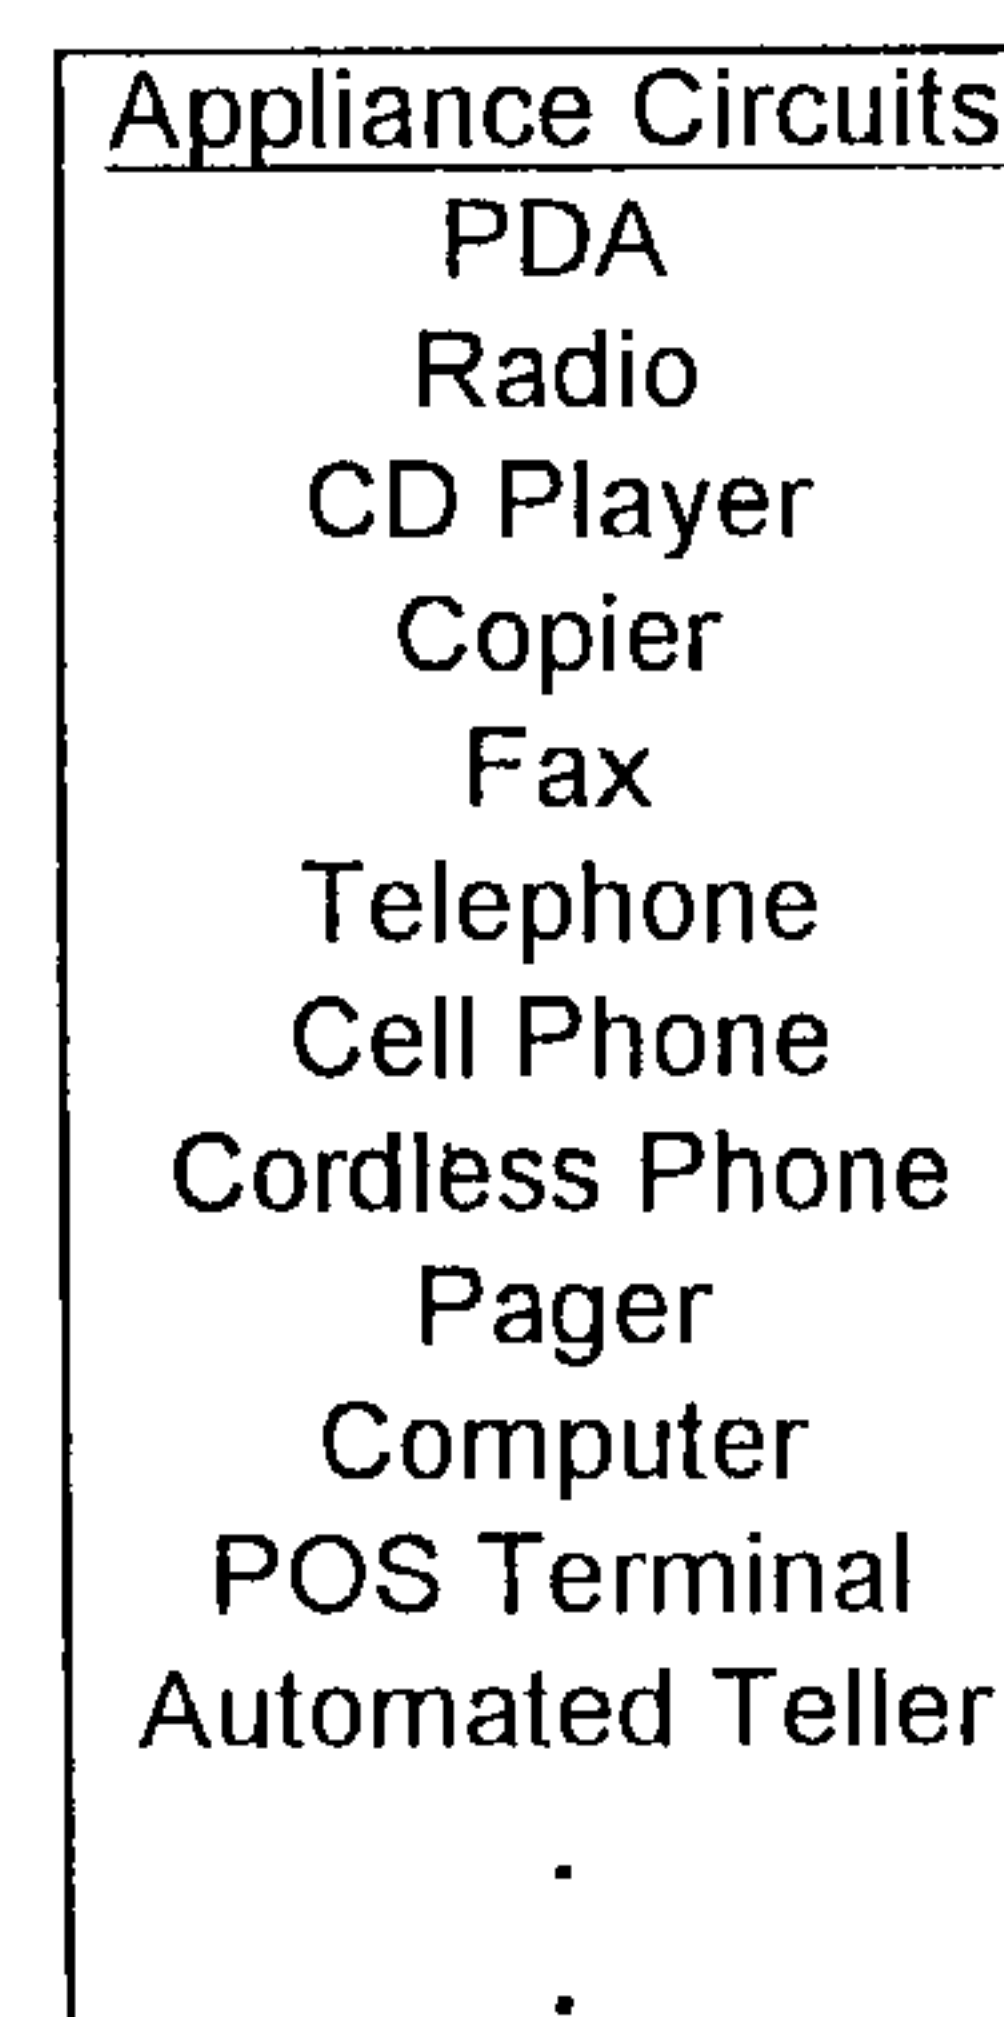 Appliance Circuits
PDA
Radio
CD Player
Copier
Fax
Telephone
Cell Phone
Cordless Phone
Pager
Computer
POS Terminal
Automated Teller
.
.